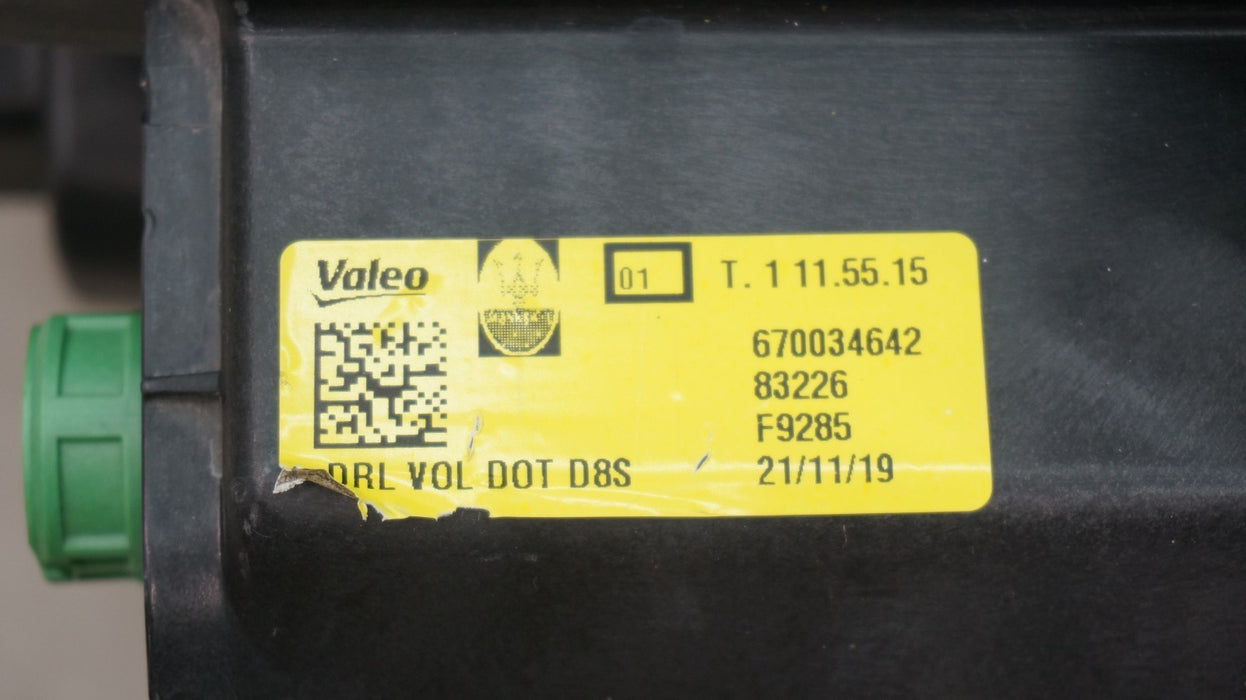 Valeo
01
T. 1 11.55.15
670034642
83226
F9285
21/11/19
DRL VOL DOT D8S